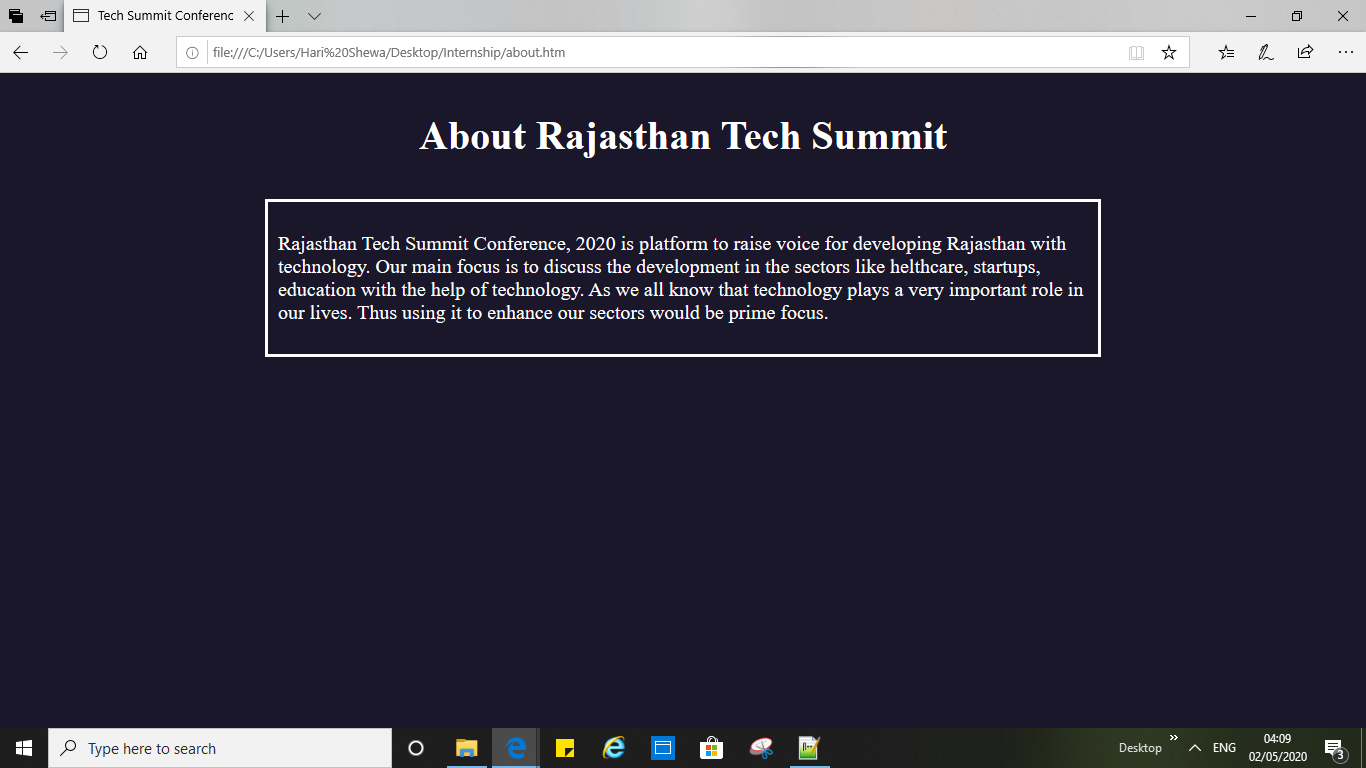 Tech Summit Conferenc
file:///C:/Users/Hari%20Shewa/Desktop/Internship/about.htm
About Rajasthan Tech Summit
Rajasthan Tech Summit Conference, 2020 is platform to raise voice for developing Rajasthan with
technology. Our main focus is to discuss the development in the sectors like helthcare, startups,
education with the help of technology. As we all know that technology plays a very important role in
our lives. Thus using it to enhance our sectors would be prime focus.
Type here to search
Desktop
ENG
04:09
02/05/2020
3